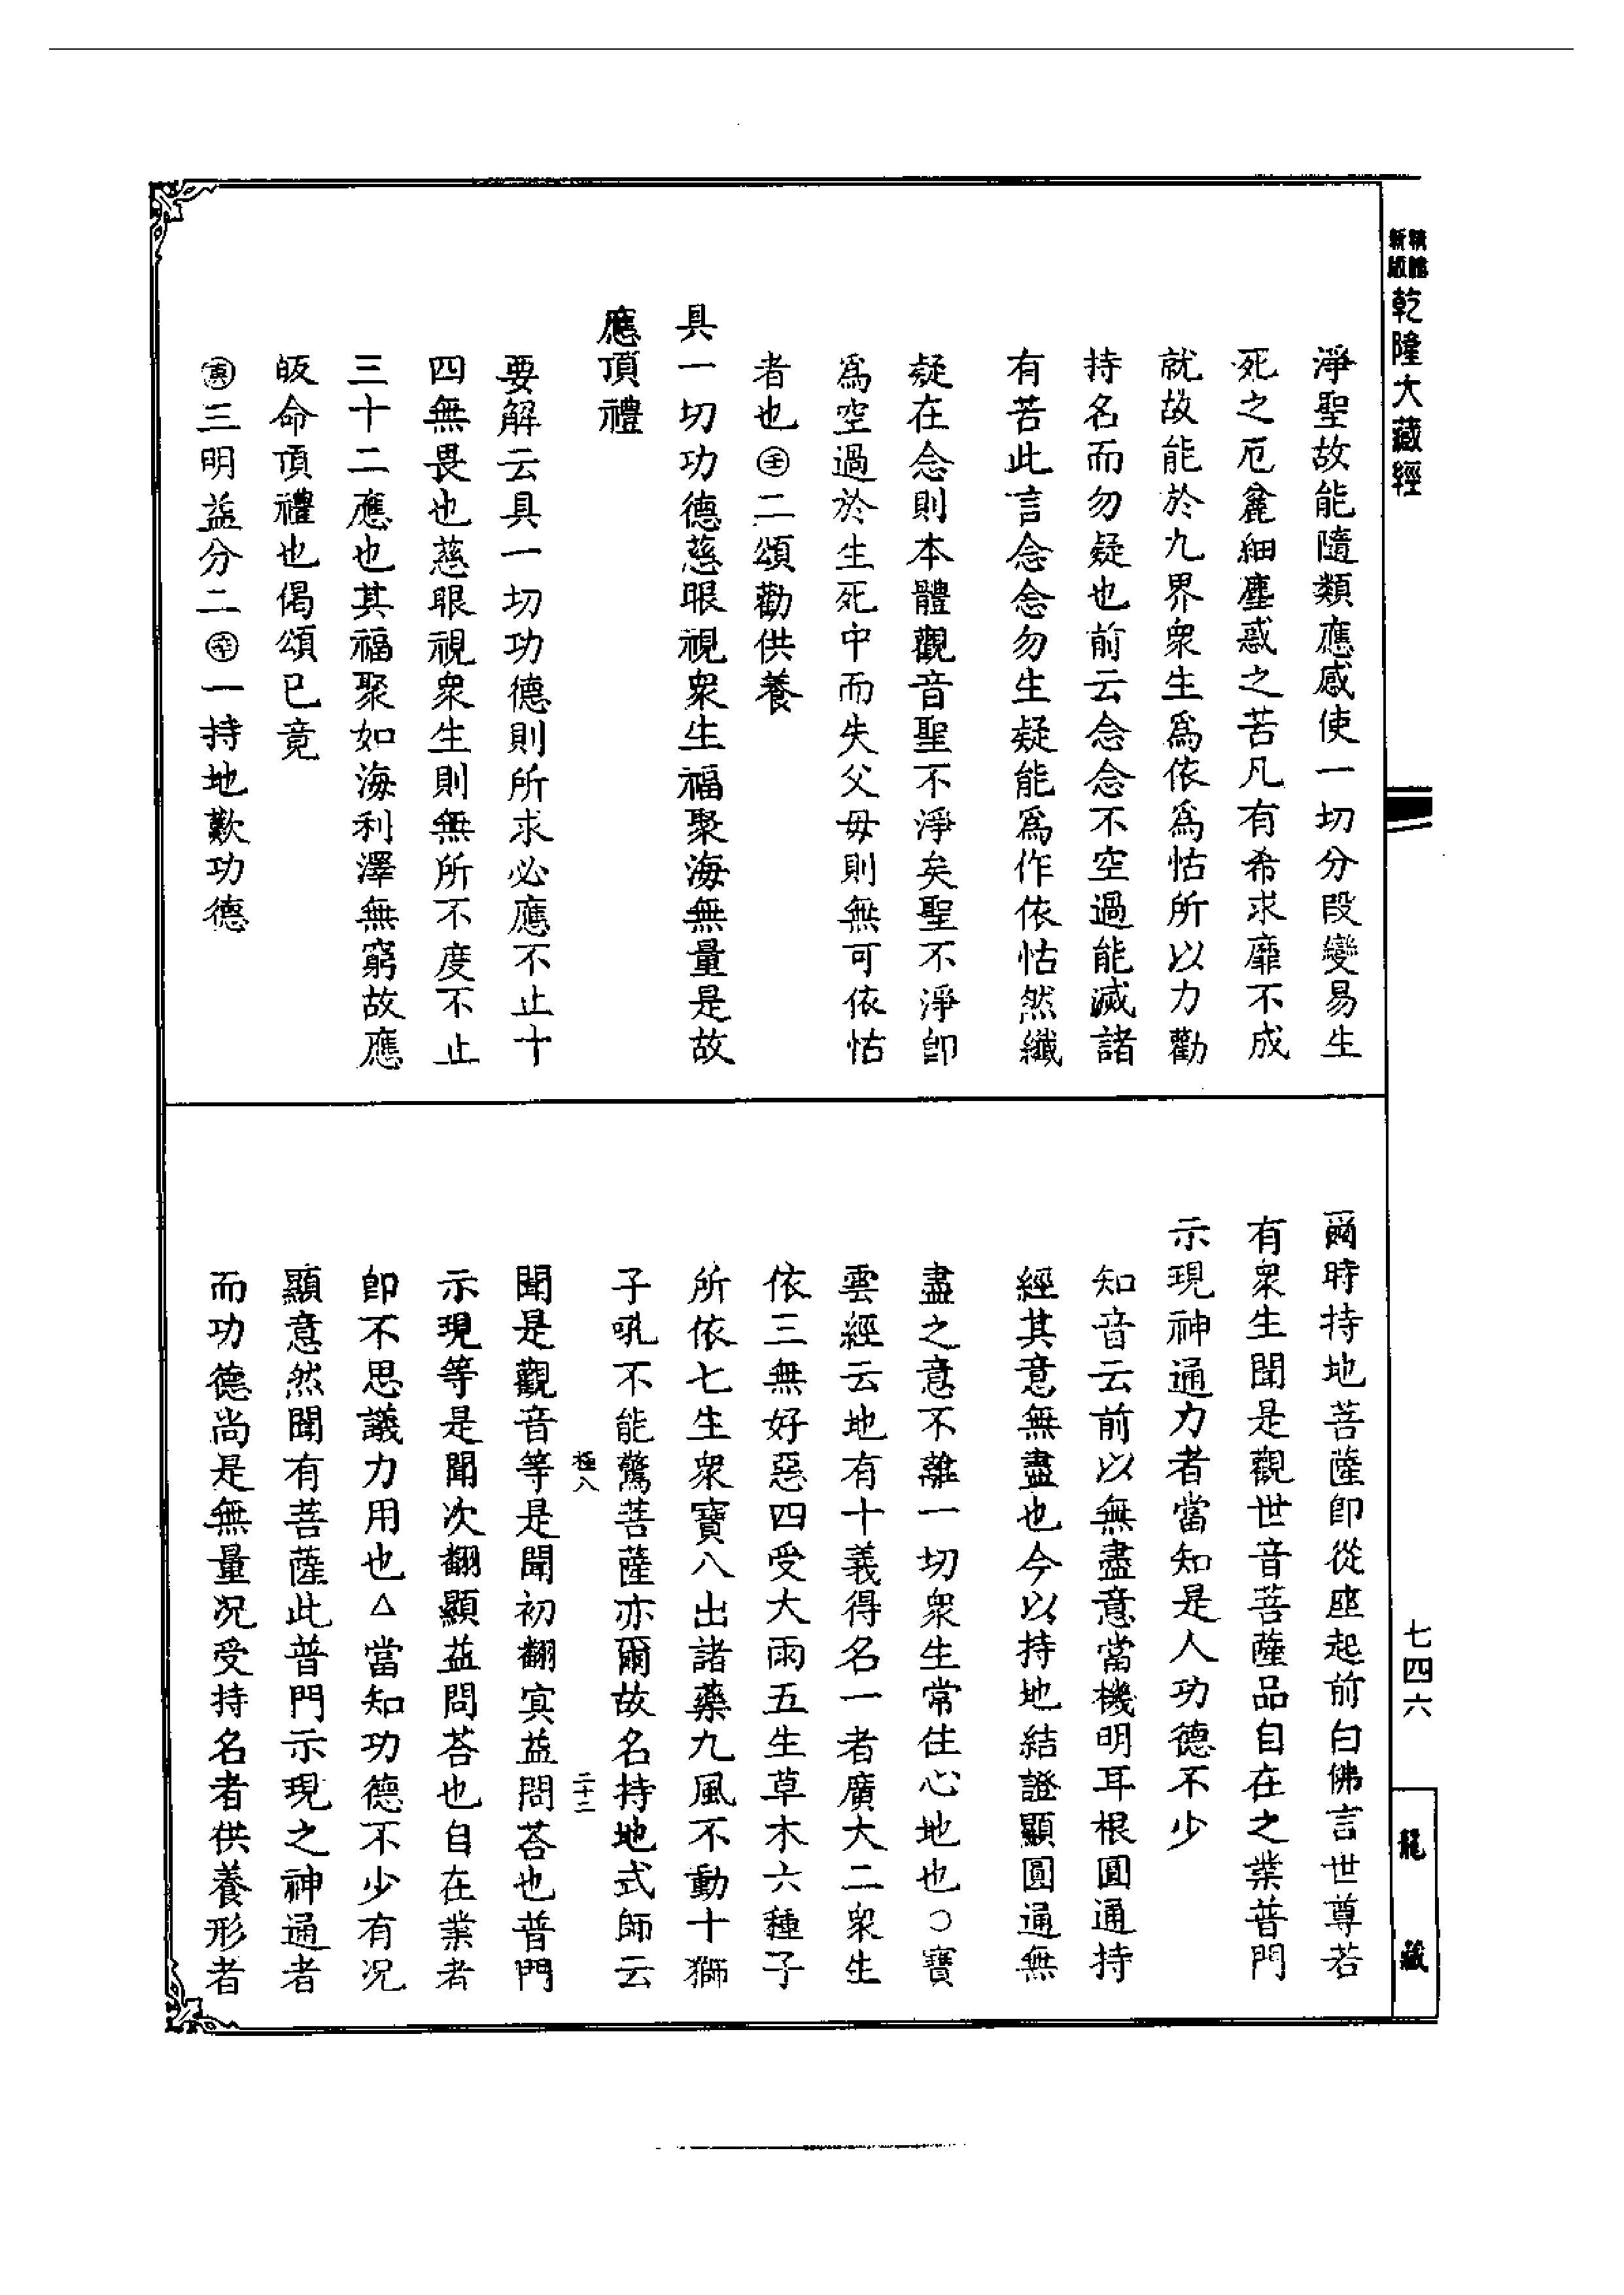 精雕新版
乾隆大藏經
淨聖故能隨類應感使一切分段變易生
死之厄麄細塵惑之苦凡有希求靡不成
就故能於九界衆生爲依爲怙所以力勸
持名而勿疑也前云念念不空過能滅諸
有苦此言念念勿生疑能爲作依怙然纖
疑在念則本體觀音聖不淨矣聖不淨卽
爲空過於生死中而失父母則無可依怙
者也㊀二頌勸供養
具一切功德慈眼視衆生福聚海無量是故
應頂禮
要解云具一切功德則所求必應不止十
四無畏也慈眼視衆生則無所不度不止
三十二應也其福聚如海利澤無窮故應
皈命頂禮也偈頌已竟
三明益分二一持地歎功德
七四六
龍藏
爾時持地菩薩卽從座起前白佛言世尊若
有衆生聞是觀世音菩薩品自在之業普門
示現神通力者當知是人功德不少
知音云前以無盡意當機明耳根圓通持
經其意無盡也今以持地結證顯圓通無
盡之意不離一切衆生常住心地也○寶
雲經云地有十義得名一者廣大二衆生
依三無好惡四受大雨五生草木六種子
所依七生衆寶八出諸藥九風不動十獅
子吼不能驚菩薩亦爾故名持地式師云
極八
二十二
聞是觀音等是聞初翻㝠益問荅也普門
示現等是聞次翻顯益問荅也自在業者
卽不思議力用也△當知功德不少有况
顯意然聞有菩薩此普門示現之神通者
而功德尚是無量况受持名者供養形者